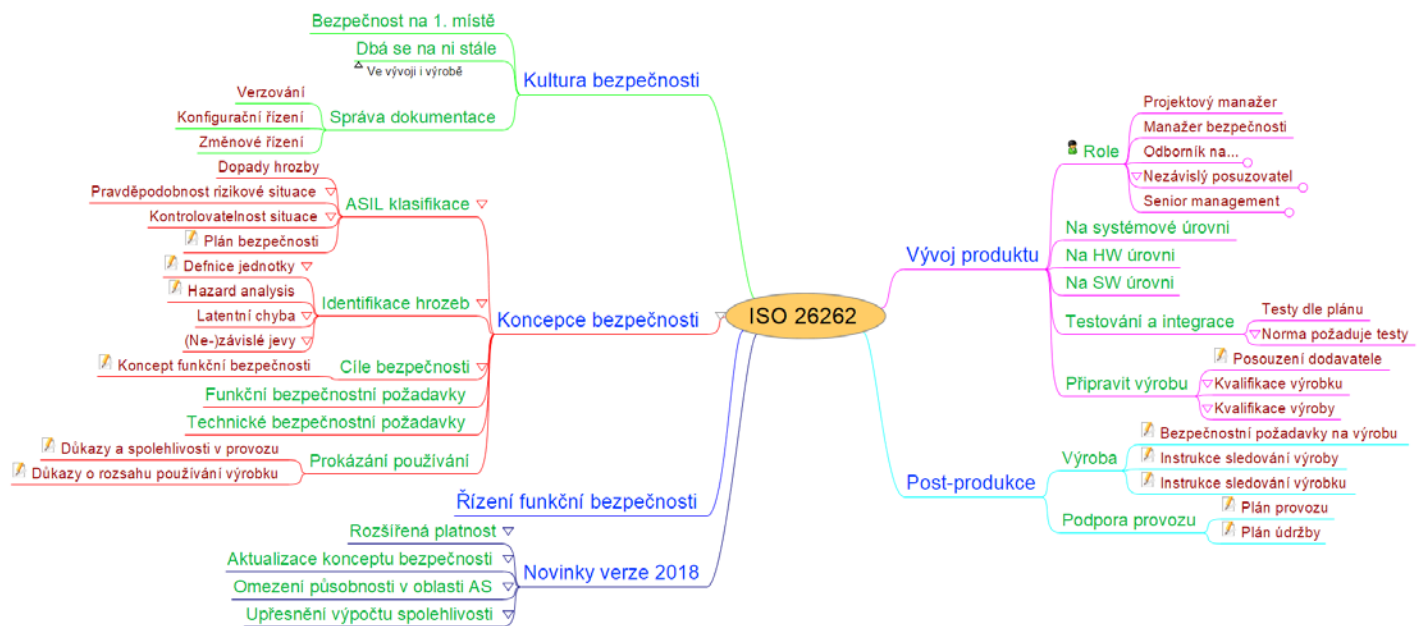 ISO 26262
Kultura bezpečnosti
Bezpečnost na 1. místě
Dbá se na ni stále
Ve vývoji i výrobě
Správa dokumentace
Verzování
Konfigurační řízení
Změnové řízení
Koncepce bezpečnosti
ASIL klasifikace
Dopady hrozby
Pravděpodobnost rizikové situace
Kontrolovatelnost situace
Plán bezpečnosti
Identifikace hrozeb
Defnice jednotky
Hazard analysis
Latentní chyba
(Ne-)závislé jevy
Cíle bezpečnosti
Koncept funkční bezpečnosti
Funkční bezpečnostní požadavky
Technické bezpečnostní požadavky
Prokázání používání
Důkazy a spolehlivosti v provozu
Důkazy o rozsahu používání výrobku
Řízení funkční bezpečnosti
Novinky verze 2018
Rozšířená platnost
Aktualizace konceptu bezpečnosti
Omezení působnosti v oblasti AS
Upřesnění výpočtu spolehlivosti
Vývoj produktu
Role
Projektový manažer
Manažer bezpečnosti
Odborník na...
Nezávislý posuzovatel
Senior management
Na systémové úrovni
Na HW úrovni
Na SW úrovni
Testování a integrace
Testy dle plánu
Norma požaduje testy
Připravit výrobu
Posouzení dodavatele
Kvalifikace výrobku
Kvalifikace výroby
Post-produkce
Výroba
Bezpečnostní požadavky na výrobu
Instrukce sledování výroby
Instrukce sledování výrobku
Podpora provozu
Plán provozu
Plán údržby